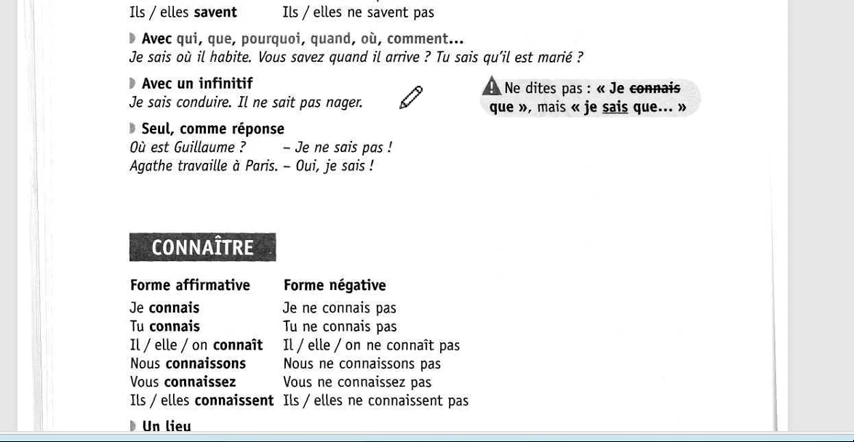 Ils / elles savent Ils / elles ne savent pas
Avec qui, que, pourquoi, quand, où, comment...
Je sais où il habite. Vous savez quand il arrive ? Tu sais qu'il est marié ?
Avec un infinitif
Je sais conduire. Il ne sait pas nager.
Ne dites pas : « Je connais
que », mais « je sais que... »
Seul, comme réponse
Où est Guillaume ? – Je ne sais pas !
Agathe travaille à Paris. – Oui, je sais !
CONNAÎTRE
Forme affirmative Forme négative
Je connais Je ne connais pas
Tu connais Tu ne connais pas
Il / elle / on connaît Il / elle / on ne connaît pas
Nous connaissons Nous ne connaissons pas
Vous connaissez Vous ne connaissez pas
Ils / elles connaissent Ils / elles ne connaissent pas
Un lieu